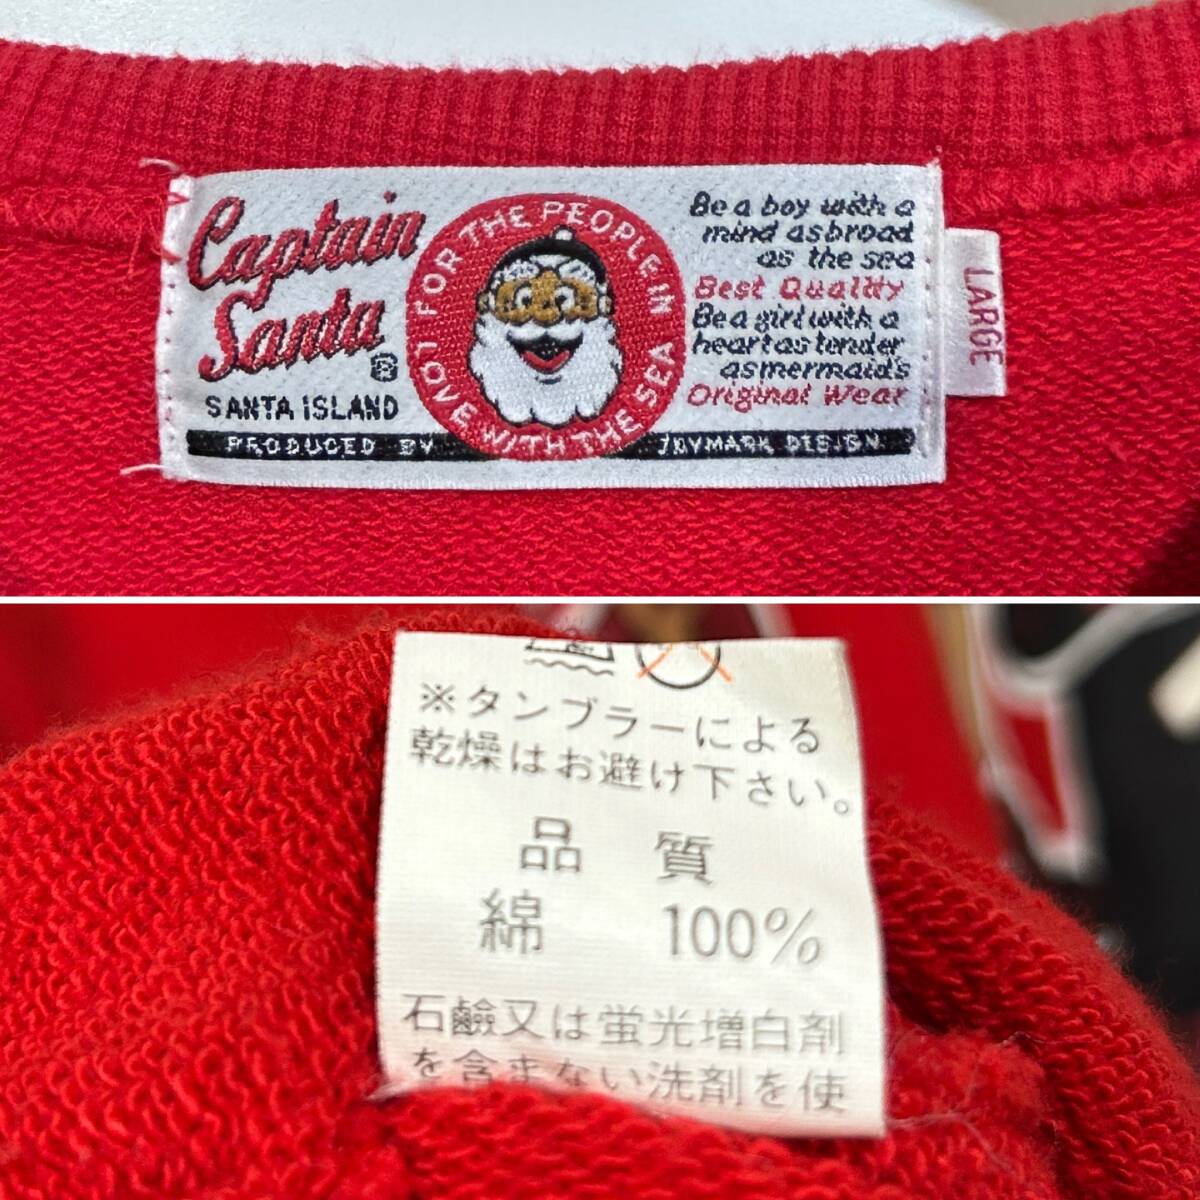 Captain
Santa
®
SANTA ISLAND
FOR THE PEOPLE IN
LOVE WITH THE SEA
Be a boy with a
mind as broad
as the sea
Best Quality
Be a girl with a
heart as tender
as mermaid's
Original Wear
PRODUCED BY JOYMARK DESIGN
LARGE
※タンブラーによる
乾燥はお避け下さい。
品 質
綿 100%
石鹸又は蛍光増白剤
を含まない洗剤を使